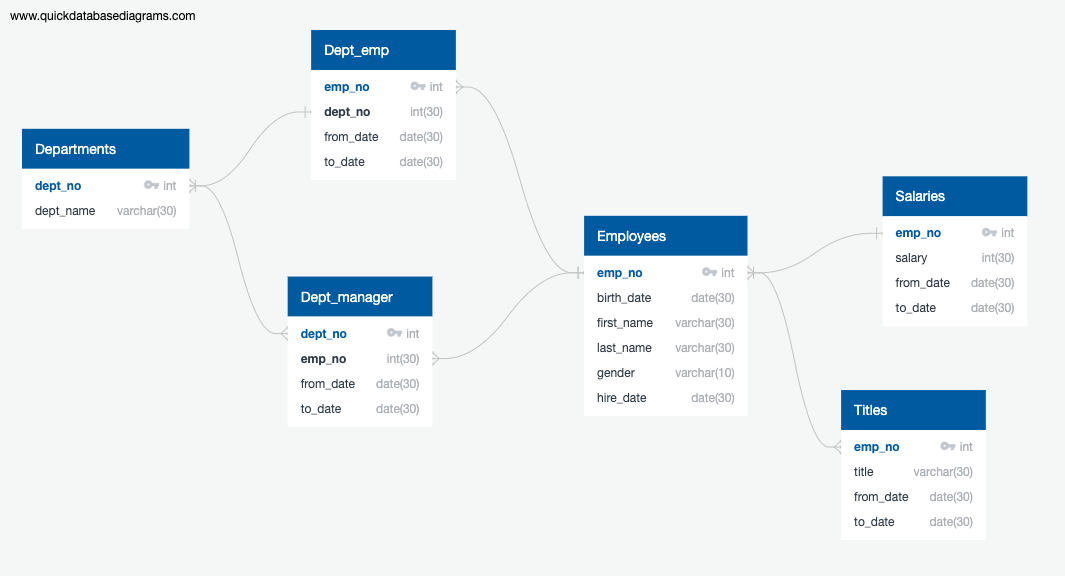 www.quickdatabasediagrams.com
Dept_emp
emp_no int
dept_no int(30)
from_date date(30)
to_date date(30)
Departments
dept_no int
dept_name varchar(30)
Dept_manager
dept_no int
emp_no int(30)
from_date date(30)
to_date date(30)
Employees
emp_no int
birth_date date(30)
first_name varchar(30)
last_name varchar(30)
gender varchar(10)
hire_date date(30)
Salaries
emp_no int
salary int(30)
from_date date(30)
to_date date(30)
Titles
emp_no int
title varchar(30)
from_date date(30)
to_date date(30)